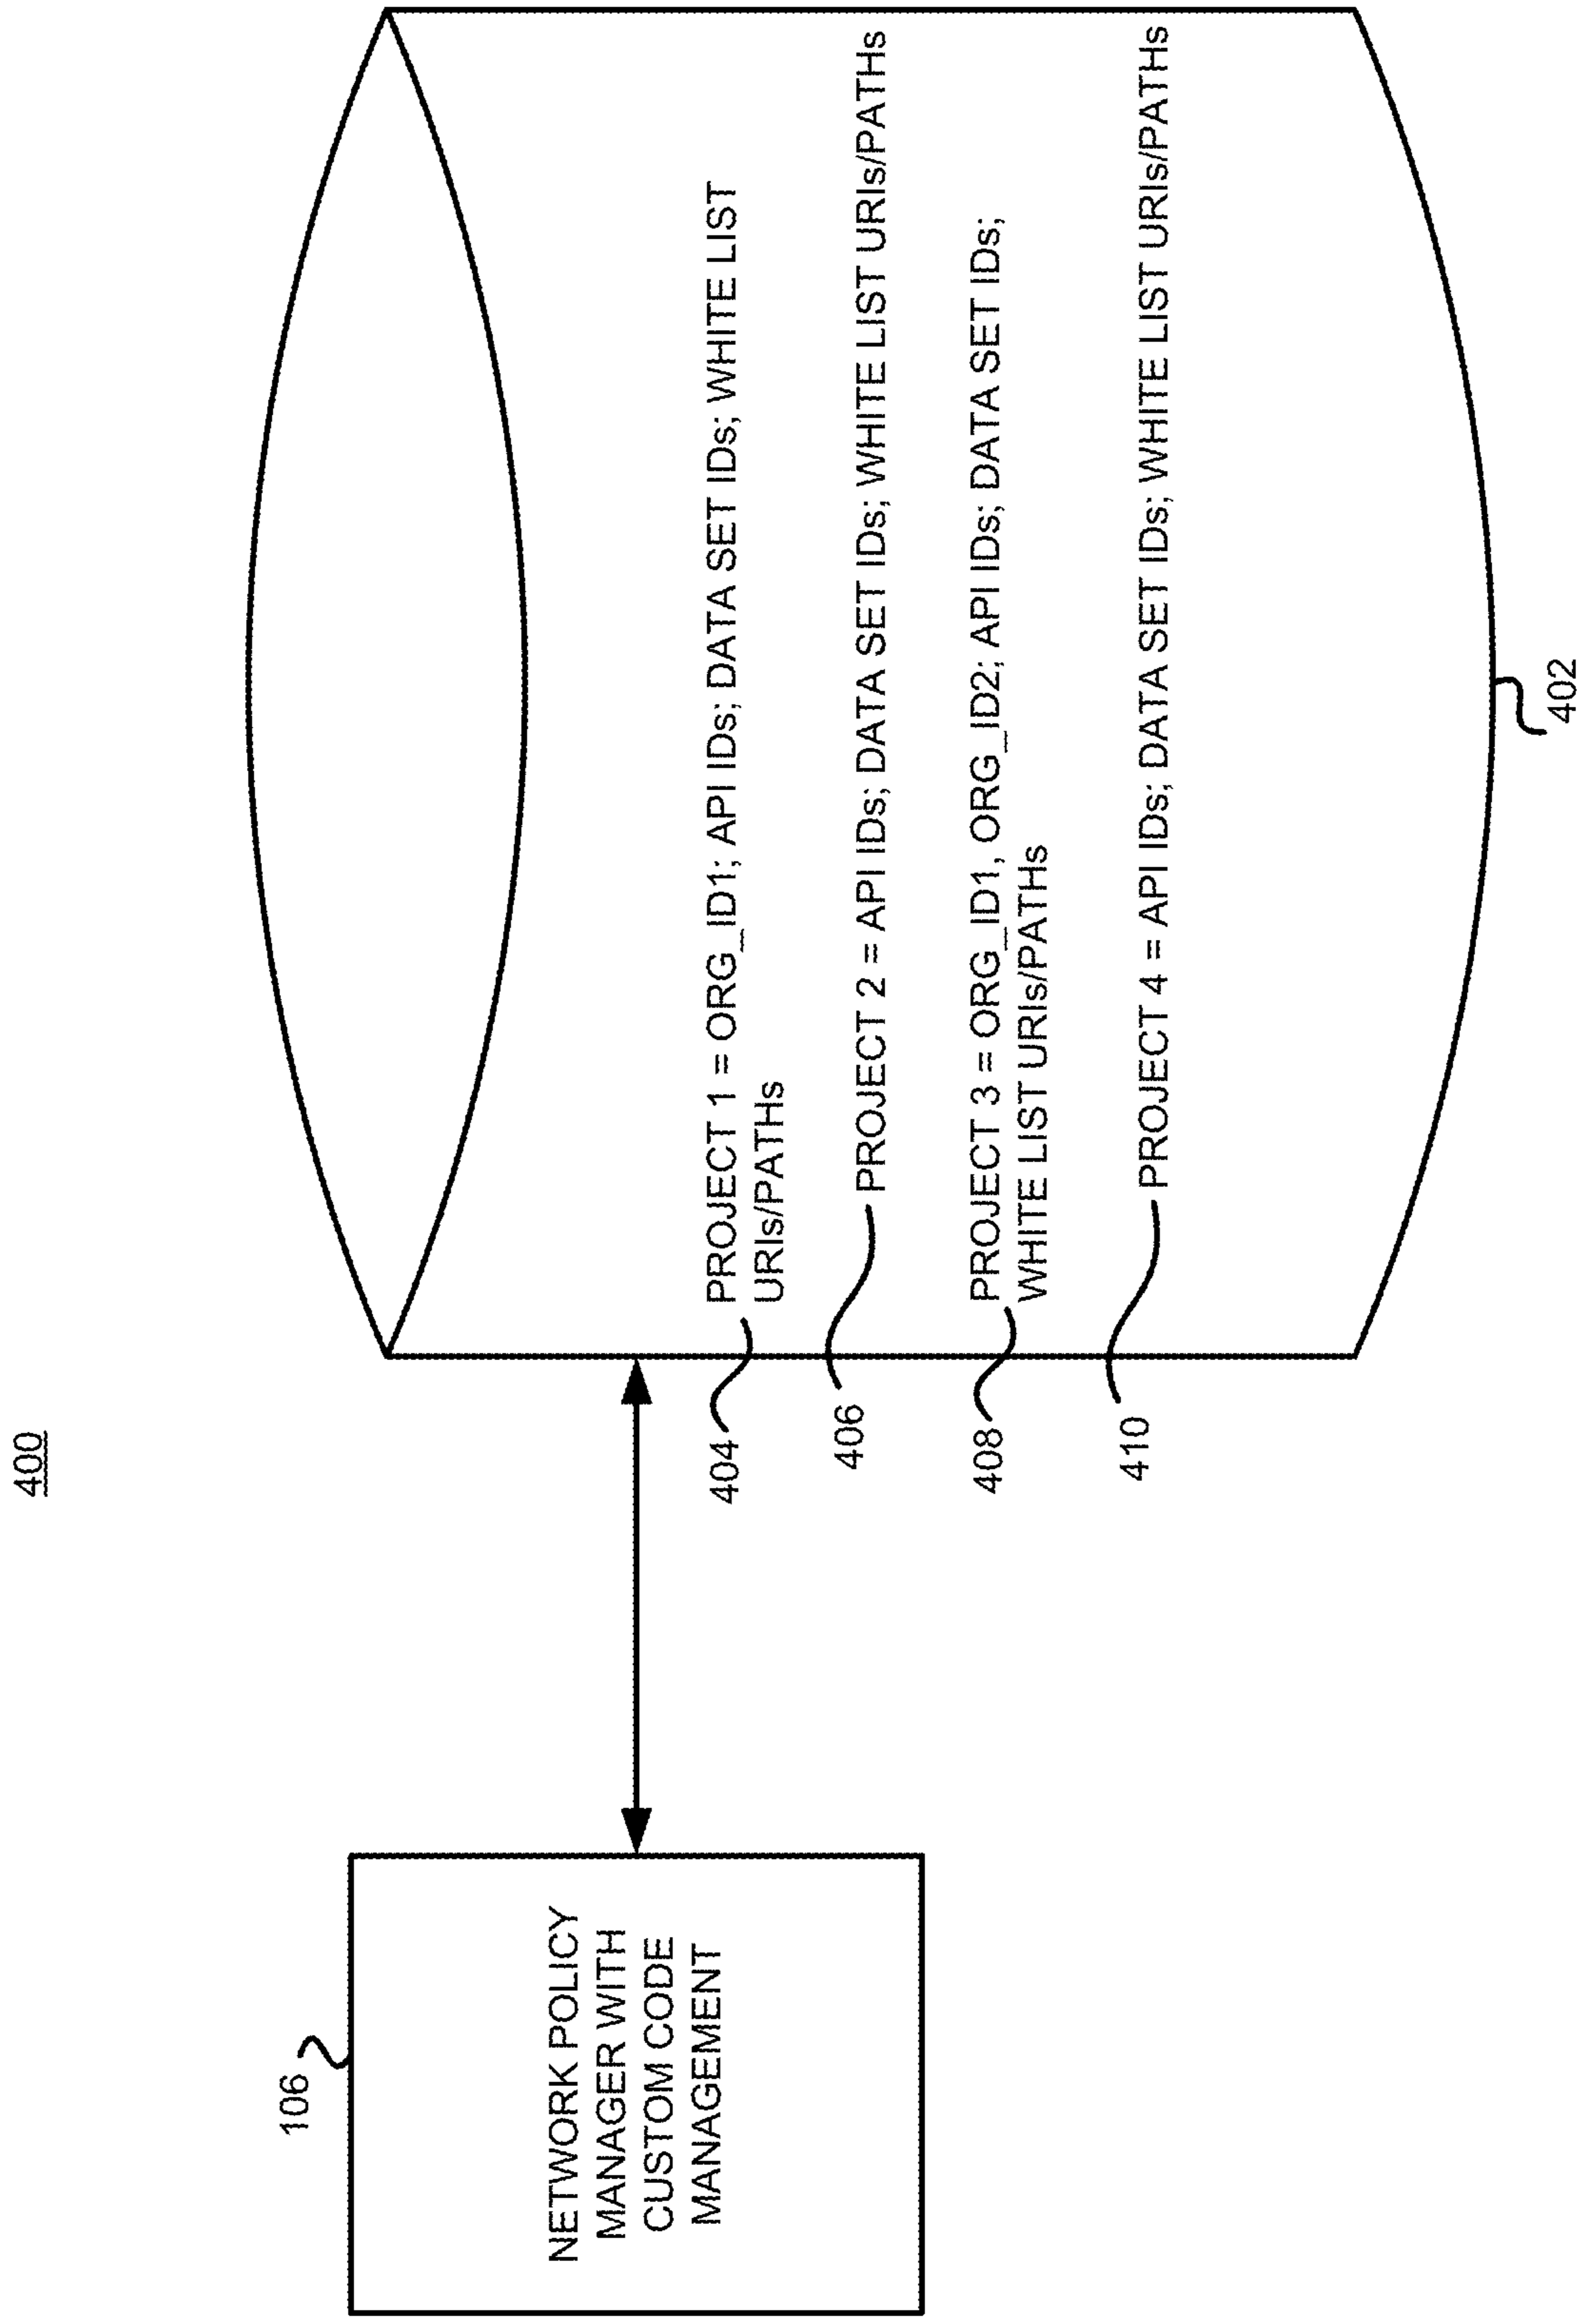 400
106
NETWORK POLICY
MANAGER WITH
CUSTOM CODE
MANAGEMENT
404
PROJECT 1 = ORG_ID1; API IDs; DATA SET IDs; WHITE LIST
URIs/PATHs
406
PROJECT 2 = API IDs; DATA SET IDs; WHITE LIST URIs/PATHs
408
PROJECT 3 = ORG_ID1, ORG_ID2; API IDs; DATA SET IDs;
WHITE LIST URIs/PATHs
410
PROJECT 4 = API IDs; DATA SET IDs; WHITE LIST URIs/PATHs
402